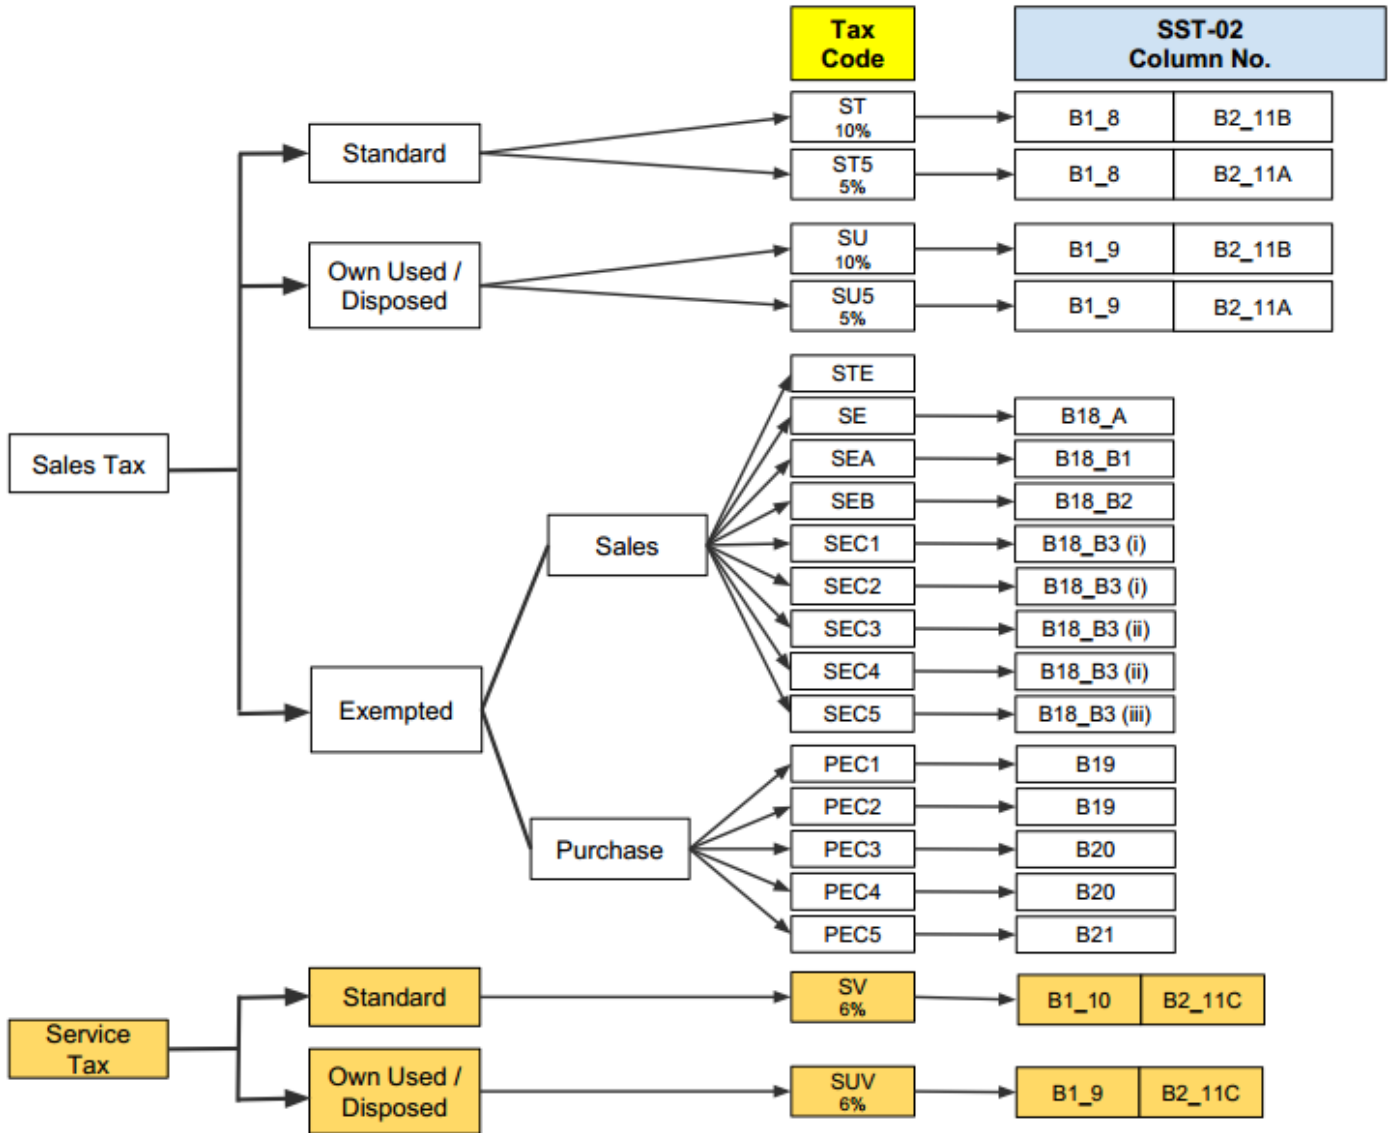 Tax
Code
SST-02
Column No.
Sales Tax
Standard
ST
10%
B1_8
B2_11B
ST5
5%
B1_8
B2_11A
Own Used /
Disposed
SU
10%
B1_9
B2_11B
SU5
5%
B1_9
B2_11A
Exempted
Sales
STE
SE
B18_A
SEA
B18_B1
SEB
B18_B2
SEC1
B18_B3 (i)
SEC2
B18_B3 (i)
SEC3
B18_B3 (ii)
SEC4
B18_B3 (ii)
SEC5
B18_B3 (iii)
Purchase
PEC1
B19
PEC2
B19
PEC3
B20
PEC4
B20
PEC5
B21
Service
Tax
Standard
SV
6%
B1_10
B2_11C
Own Used /
Disposed
SUV
6%
B1_9
B2_11C